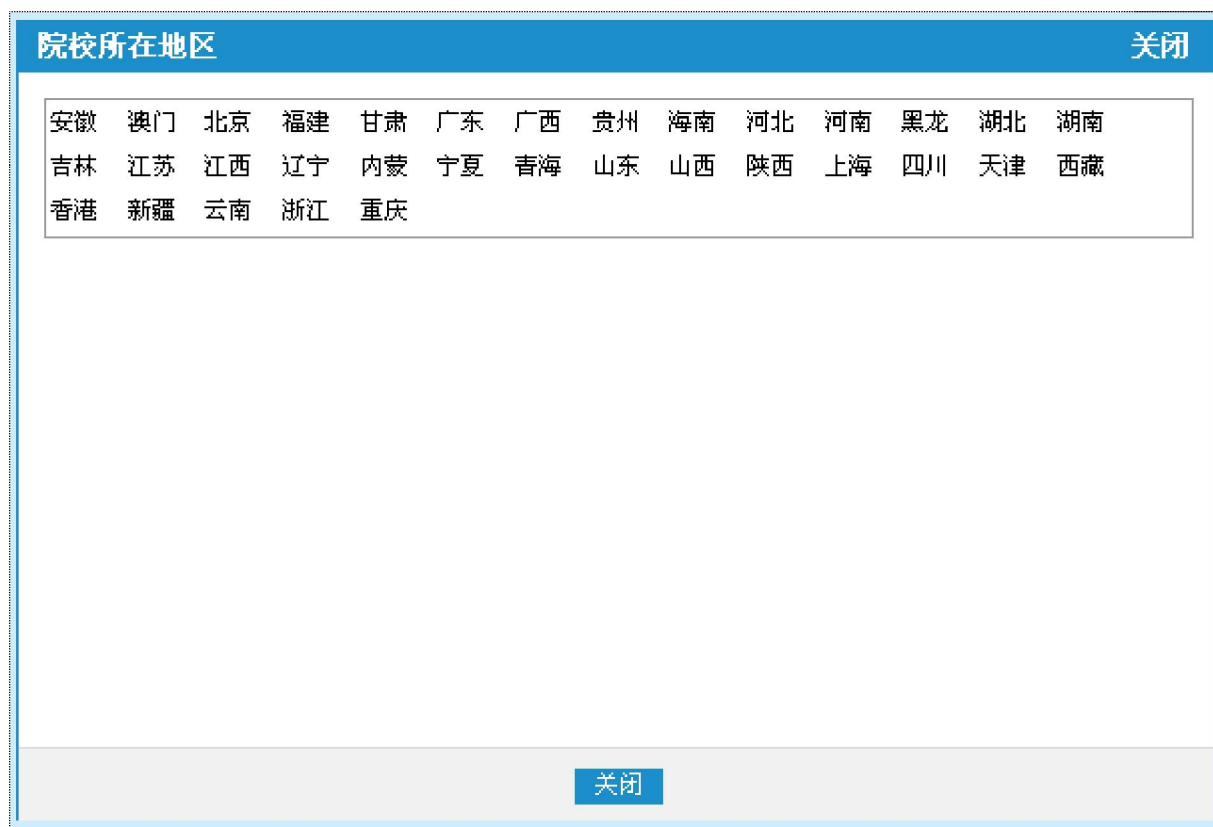 院校所在地区 关闭
安徽 澳门 北京 福建 甘肃 广东 广西 贵州 海南 河北 河南 黑龙 湖北 湖南
吉林 江苏 江西 辽宁 内蒙 宁夏 青海 山东 山西 陕西 上海 四川 天津 西藏
香港 新疆 云南 浙江 重庆
关闭